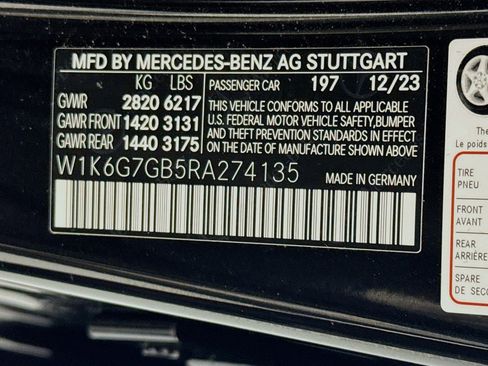 MFD BY MERCEDES-BENZ AG STUTTGART
KG LBS PASSENGER CAR 197 12/23
GVWR 2820 6217
GAWR FRONT 1420 3131
GAWR REAR 1440 3175
THIS VEHICLE CONFORMS TO ALL APPLICABLE
U.S. FEDERAL MOTOR VEHICLE SAFETY,BUMPER
AND THEFT PREVENTION STANDARDS IN EFFECT
ON THE DATE OF MANUFACTURE SHOWN ABOVE.
W1K6G7GB5RA274135 MADE IN GERMANY
The
Le poids
TIRE
PNEU
FRONT
AVANT
REAR
ARRIÈRE
SPARE
DE SECO